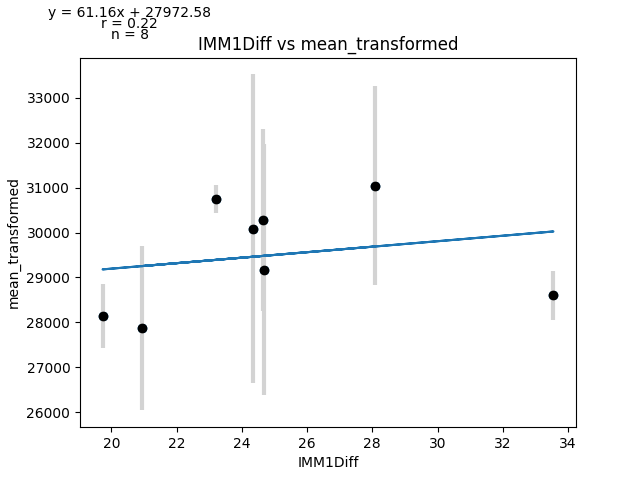 y = 61.16x + 27972.58
r = 0.22
n = 8
IMM1Diff vs mean_transformed
33000
32000
31000
30000
29000
28000
27000
26000
mean_transformed
20 22 24 26 28 30 32 34
IMM1Diff